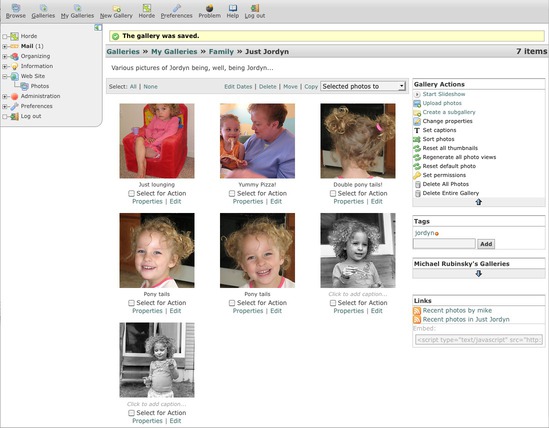 Browse Galleries My Galleries New Gallery Horde Preferences Problem Help Log out
Horde
Mail (1)
Organizing
Information
Web Site
Photos
Administration
Preferences
Log out
The gallery was saved.
Galleries » My Galleries » Family » Just Jordyn 7 items
Various pictures of Jordyn being, well, being Jordyn...
Select: All | None Edit Dates | Delete | Move | Copy Selected photos to
Just lounging
Select for Action
Properties | Edit
Yummy Pizza!
Select for Action
Properties | Edit
Double pony tails!
Select for Action
Properties | Edit
Pony tails
Select for Action
Properties | Edit
Pony tails
Select for Action
Properties | Edit
Click to add caption...
Select for Action
Properties | Edit
Click to add caption...
Select for Action
Properties | Edit
Gallery Actions
Start Slideshow
Upload photos
Create a subgallery
Change properties
Set captions
Sort photos
Reset all thumbnails
Regenerate all photo views
Reset default photo
Set permissions
Delete All Photos
Delete Entire Gallery
Tags
jordyn
Add
Michael Rubinsky's Galleries
Links
Recent photos by mike
Recent photos in Just Jordyn
Embed:
<script type="text/javascript" src="http: